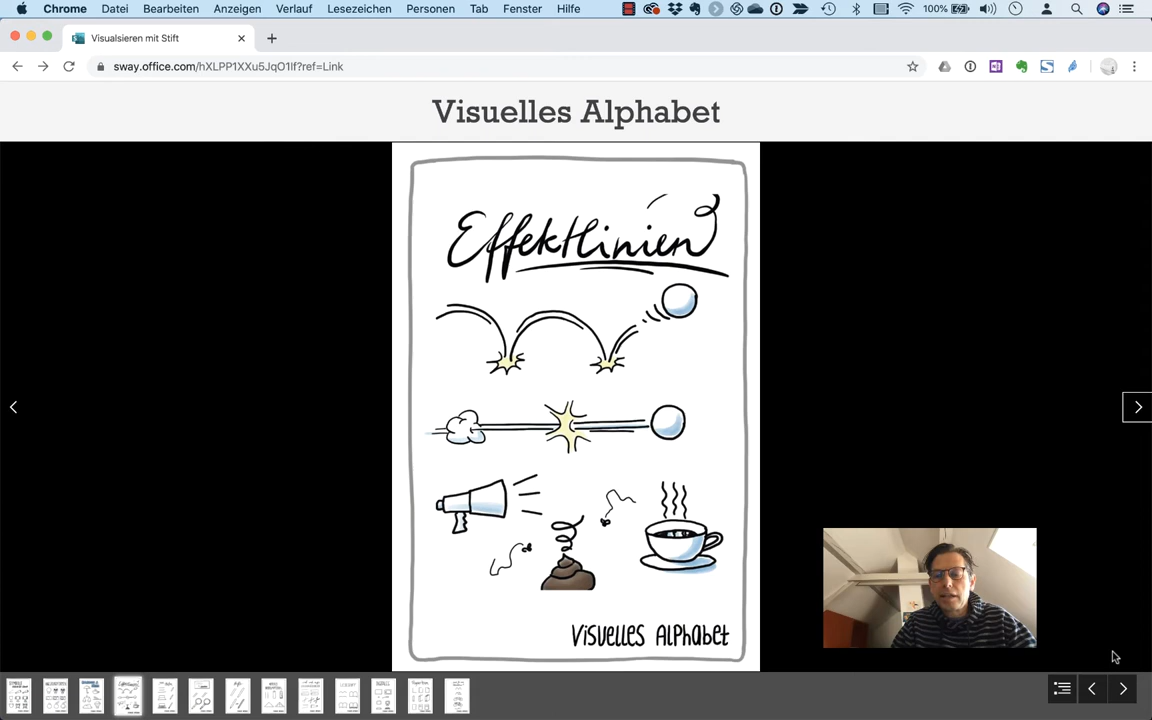 Chrome Datei Bearbeiten Anzeigen Verlauf Lesezeichen Personen Tab Fenster Hilfe 100%
Visualsieren mit Stift
sway.office.com/hXLPP1XXu5JqO1lf?ref=Link
Visuelles Alphabet
Effektlinien
Visuelles Alphabet